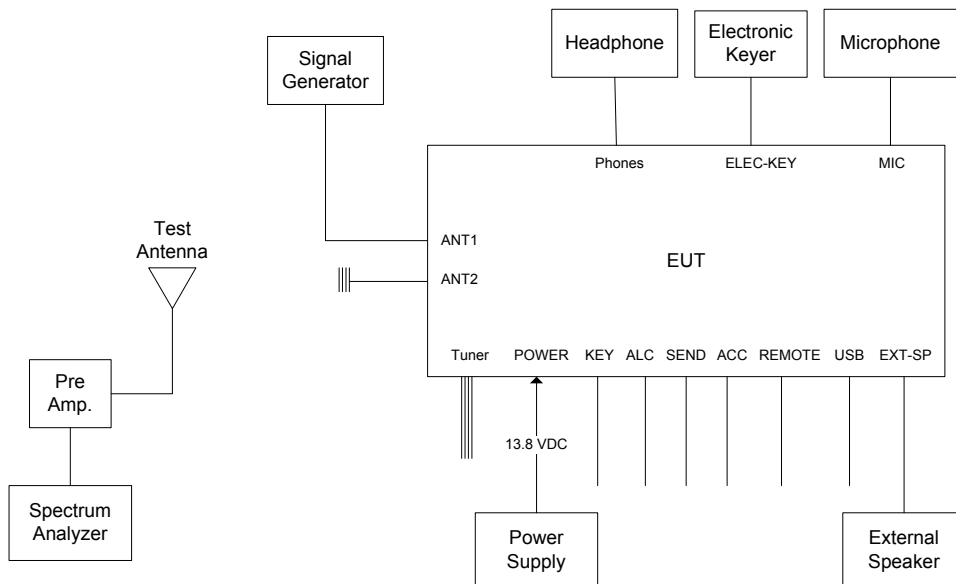 Signal
Generator
Headphone
Electronic
Keyer
Microphone
Phones
ELEC-KEY
MIC
Test
Antenna
ANT1
ANT2
EUT
Tuner
POWER
KEY
ALC
SEND
ACC
REMOTE
USB
EXT-SP
Pre
Amp.
13.8 VDC
Spectrum
Analyzer
Power
Supply
External
Speaker